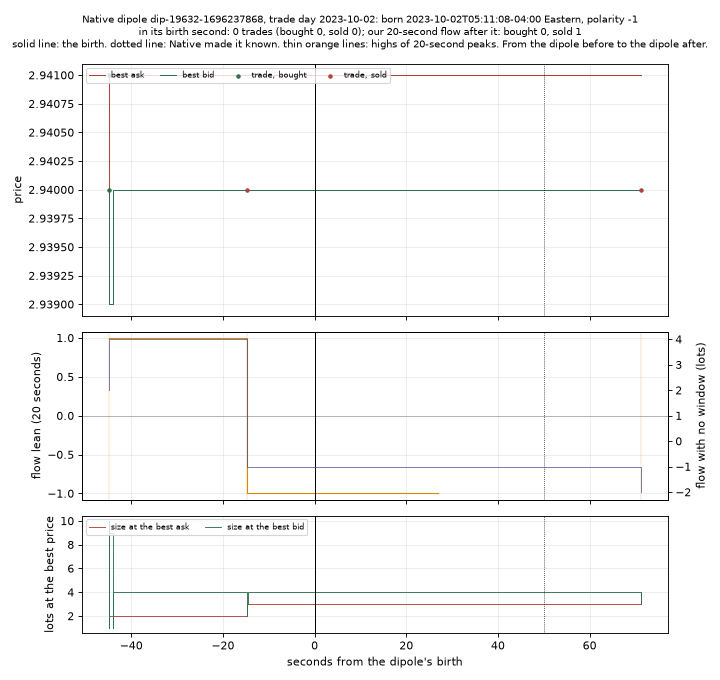 Native dipole dip-19632-1696237868, trade day 2023-10-02: born 2023-10-02T05:11:08-04:00 Eastern, polarity -1
in its birth second: 0 trades (bought 0, sold 0); our 20-second flow after it: bought 0, sold 1
solid line: the birth. dotted line: Native made it known. thin orange lines: highs of 20-second peaks. From the dipole before to the dipole after.
best ask
best bid
trade, bought
trade, sold
2.94100
2.94075
2.94050
2.94025
2.94000
2.93975
2.93950
2.93925
2.93900
price
1.0
0.5
0.0
−0.5
−1.0
flow lean (20 seconds)
4
3
2
1
0
−1
−2
flow with no window (lots)
size at the best ask
size at the best bid
10
8
6
4
2
lots at the best price
−40
−20
0
20
40
60
seconds from the dipole's birth